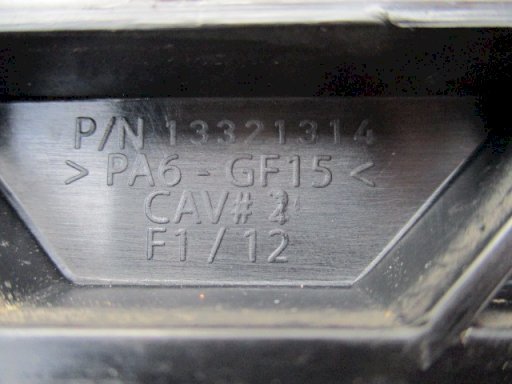 P/N 13321314
> PA6 - GF15 <
CAV#
F1 / 12